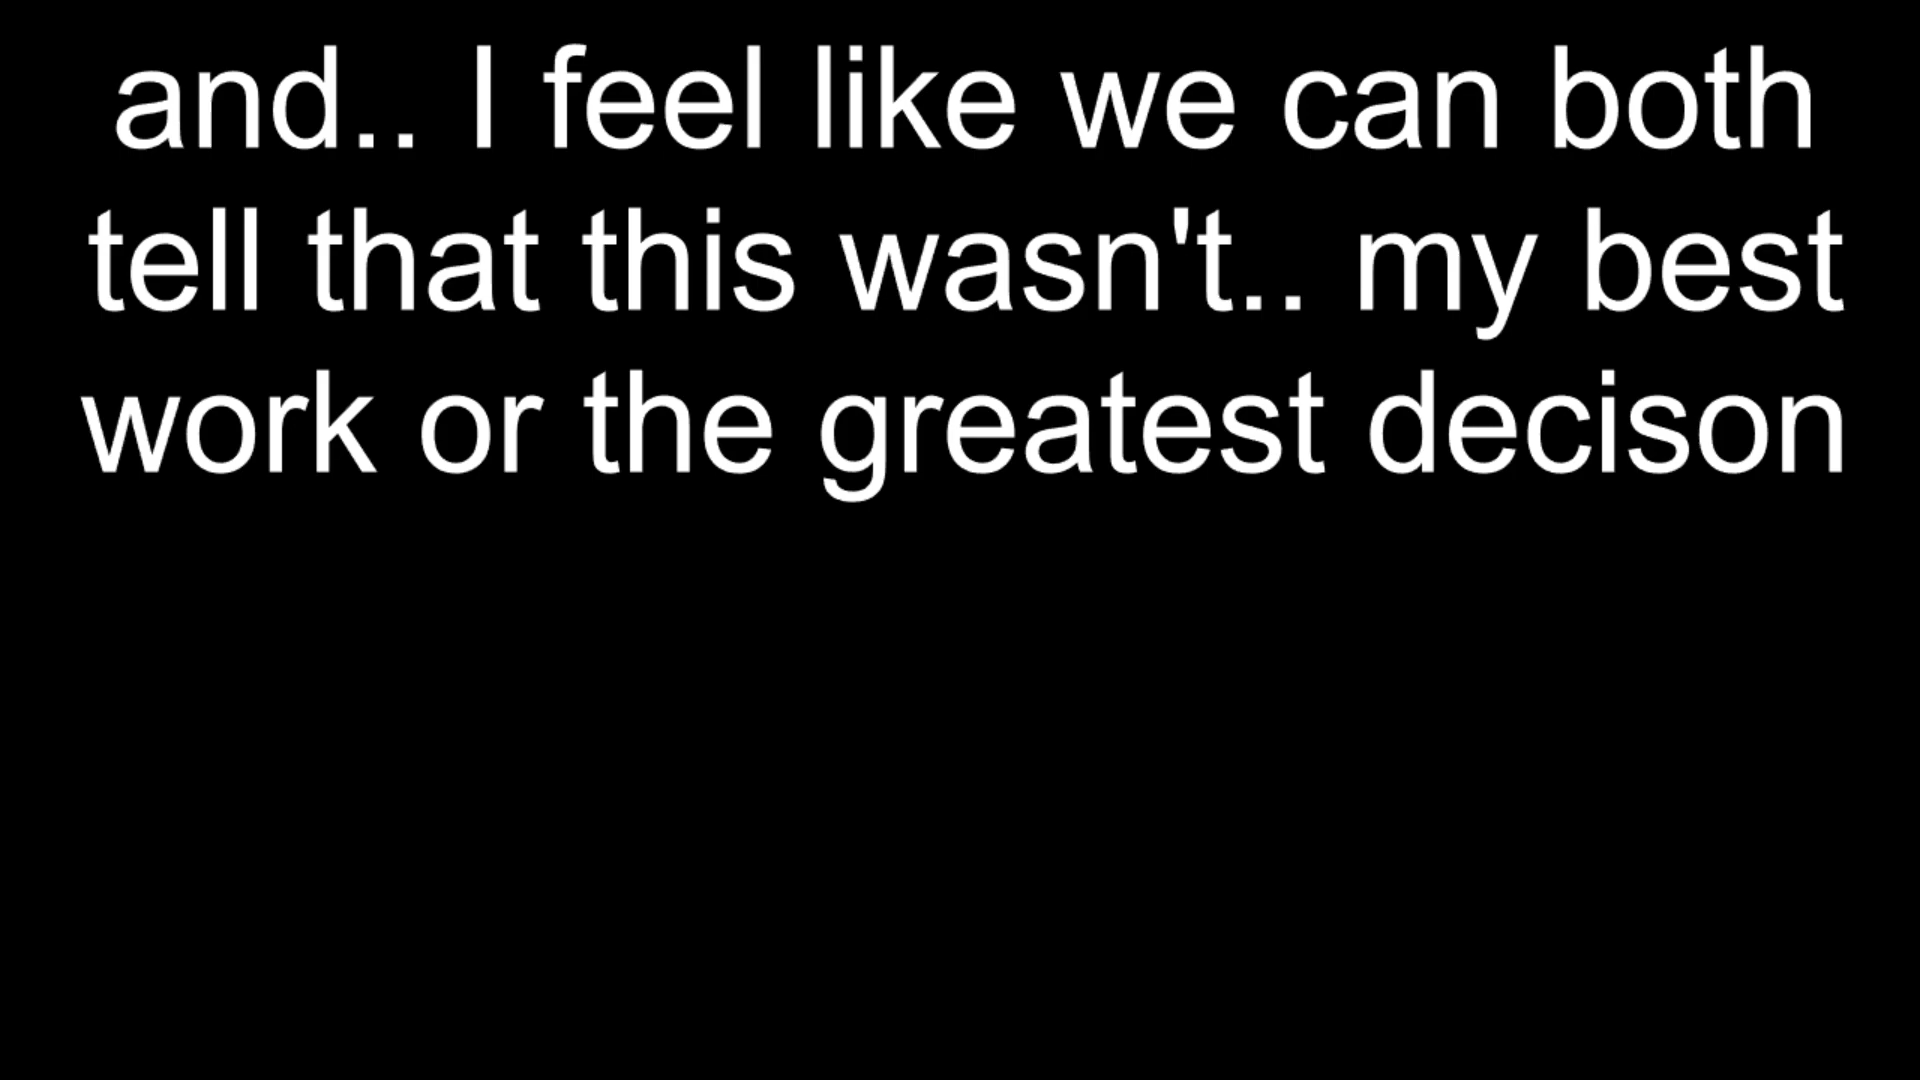 and.. I feel like we can both
tell that this wasn't.. my best
work or the greatest decison